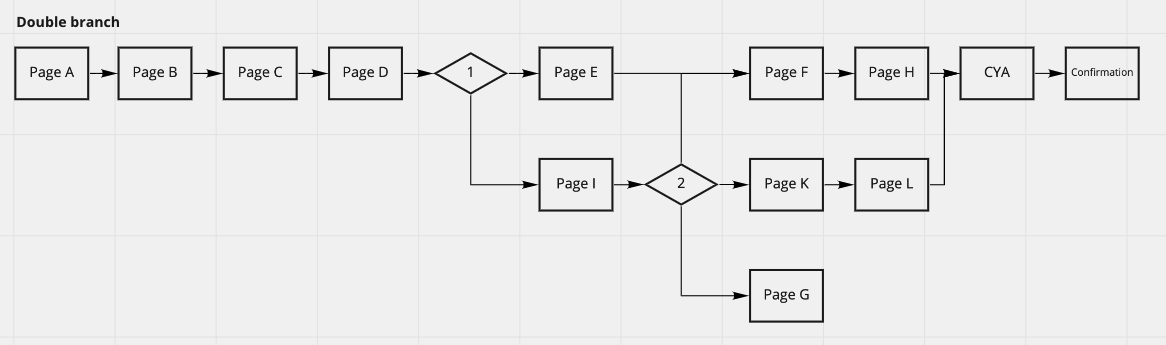 Double branch
Page A
Page B
Page C
Page D
1
Page E
Page F
Page H
CYA
Confirmation
Page I
2
Page K
Page L
Page G